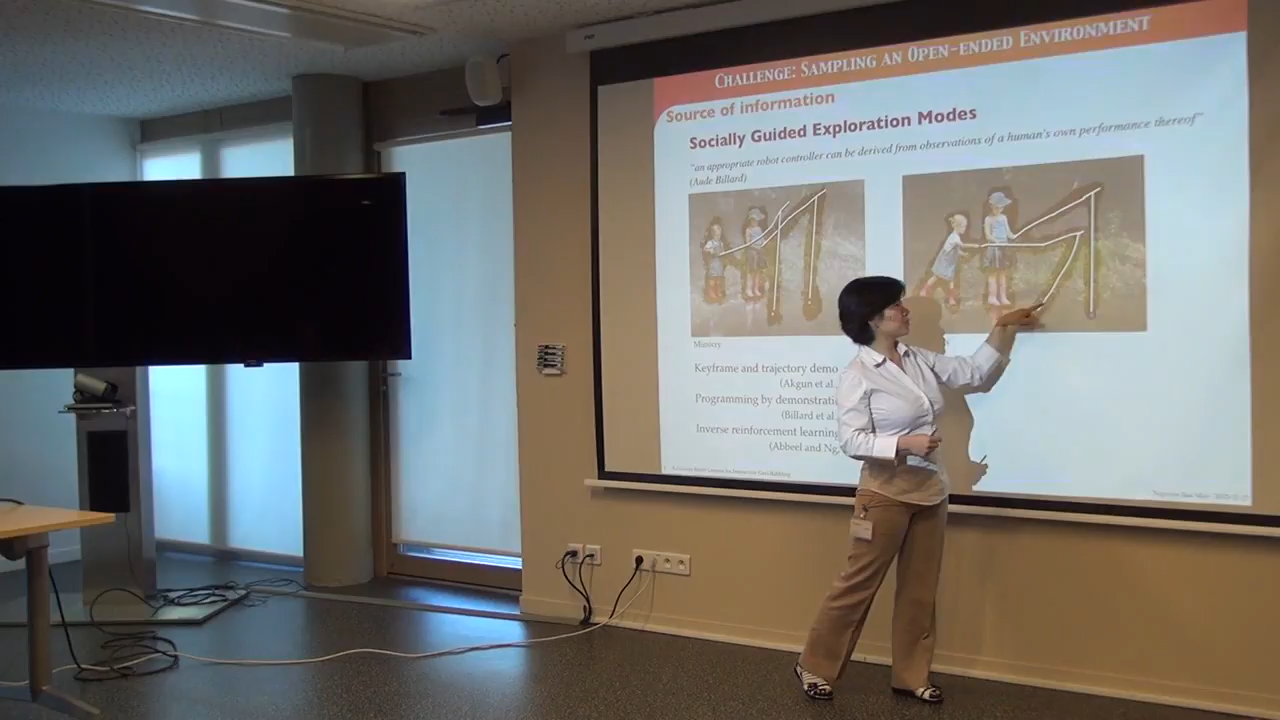 Challenge: Sampling an Open-ended Environment
Source of information
Socially Guided Exploration Modes
"an appropriate robot controller can be derived from observations of a human's own performance thereof"
(Aude Billard)
Mimicry
Keyframe and trajectory demo
(Akgun et al.,
Programming by demonstrati
(Billard et al.
Inverse reinforcement learning
(Abbeel and Ng,